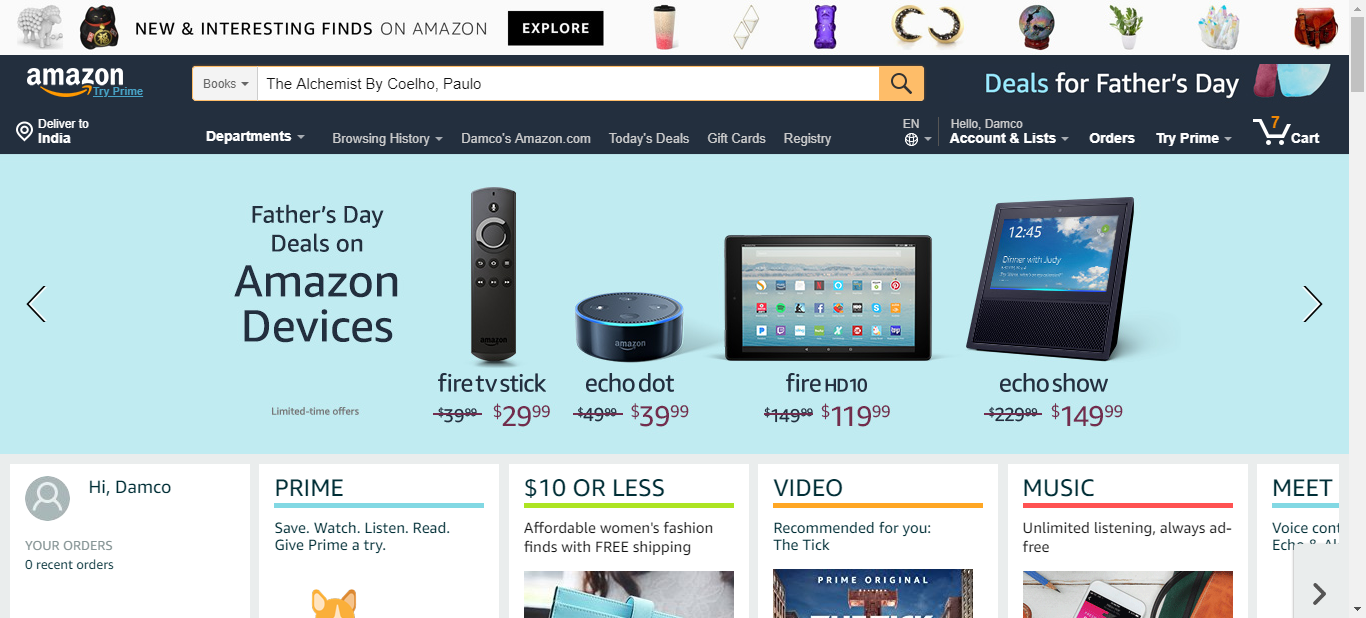 NEW & INTERESTING FINDS ON AMAZON
EXPLORE
amazon
Try Prime
Books
The Alchemist By Coelho, Paulo
Deals for Father's Day
Deliver to
India
Departments
Browsing History
Damco's Amazon.com
Today's Deals
Gift Cards
Registry
EN
Hello, Damco
Account & Lists
Orders
Try Prime
7
Cart
Father's Day
Deals on
Amazon
Devices
Limited-time offers
amazon
fire tv stick
$39.99 $29.99
amazon
echo dot
$49.99 $39.99
fire HD10
$149.99 $119.99
12:45
Dinner with Judy
echo show
$229.99 $149.99
Hi, Damco
YOUR ORDERS
0 recent orders
PRIME
Save. Watch. Listen. Read.
Give Prime a try.
$10 OR LESS
Affordable women's fashion
finds with FREE shipping
VIDEO
Recommended for you:
The Tick
PRIME ORIGINAL
THE TICK
MUSIC
Unlimited listening, always ad-
free
MEET
Voice cont